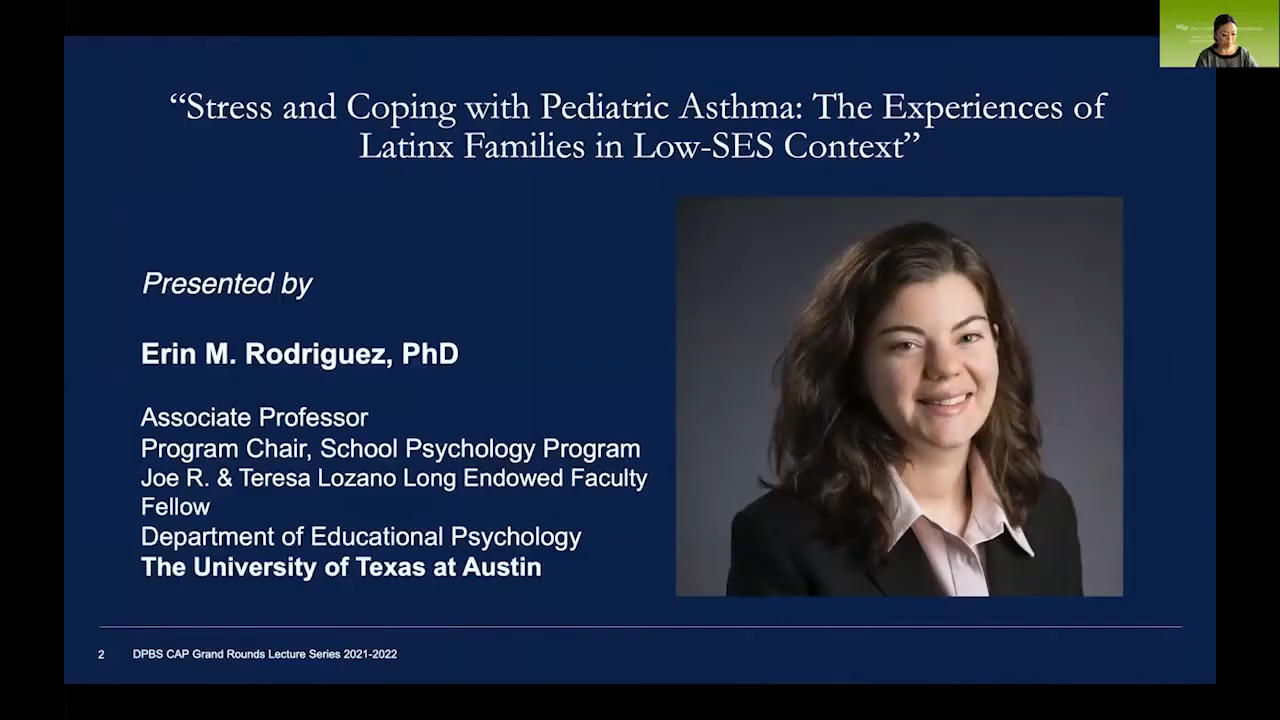 “Stress and Coping with Pediatric Asthma: The Experiences of
Latinx Families in Low-SES Context”
Presented by
Erin M. Rodriguez, PhD
Associate Professor
Program Chair, School Psychology Program
Joe R. & Teresa Lozano Long Endowed Faculty
Fellow
Department of Educational Psychology
The University of Texas at Austin
2 DPBS CAP Grand Rounds Lecture Series 2021-2022